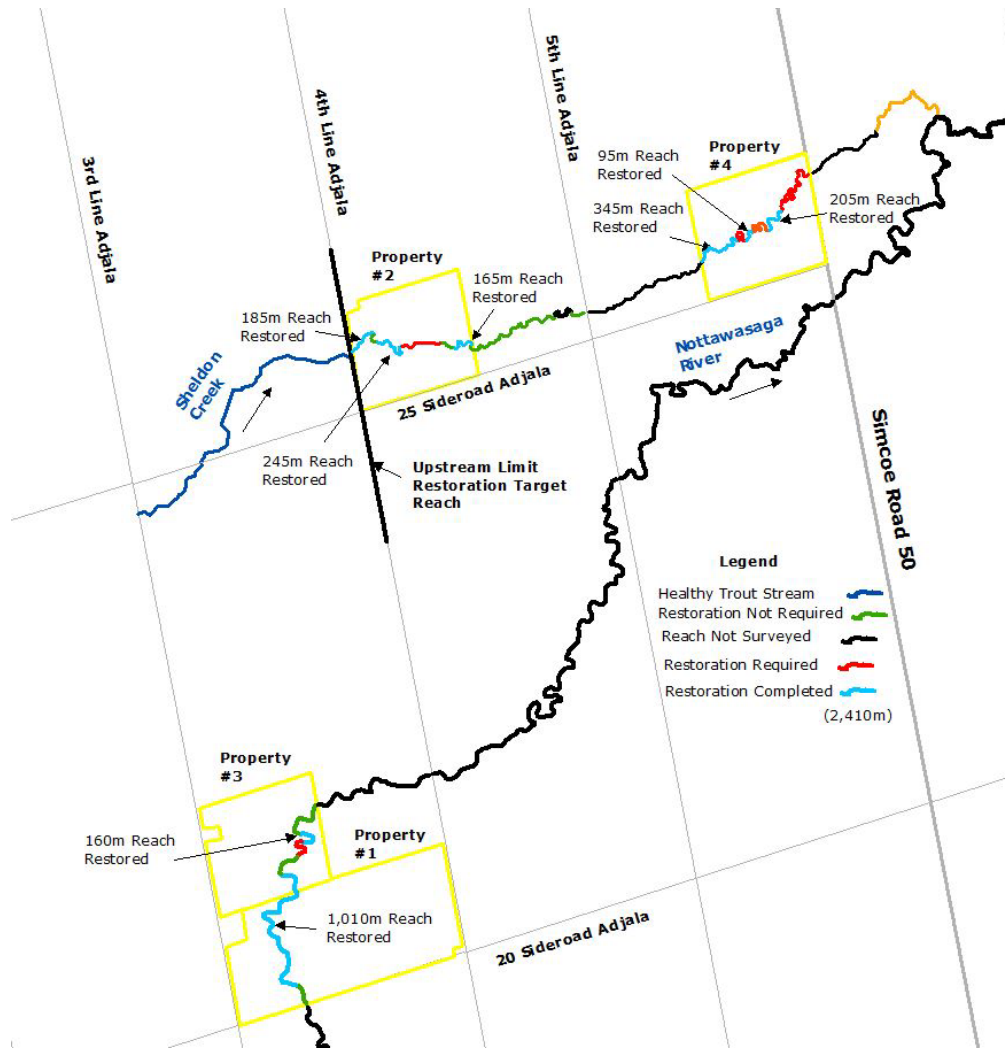 5th Line Adjala
4th Line Adjala
3rd Line Adjala
Property
#4
95m Reach
Restored
345m Reach
Restored
205m Reach
Restored
Property
#2
165m Reach
Restored
185m Reach
Restored
Nottawasaga
River
Sheldon
Creek
25 Sideroad Adjala
245m Reach
Restored
Upstream Limit
Restoration Target
Reach
Simcoe Road 50
Legend
Healthy Trout Stream
Restoration Not Required
Reach Not Surveyed
Restoration Required
Restoration Completed
(2,410m)
Property
#3
160m Reach
Restored
Property
#1
1,010m Reach
Restored
20 Sideroad Adjala